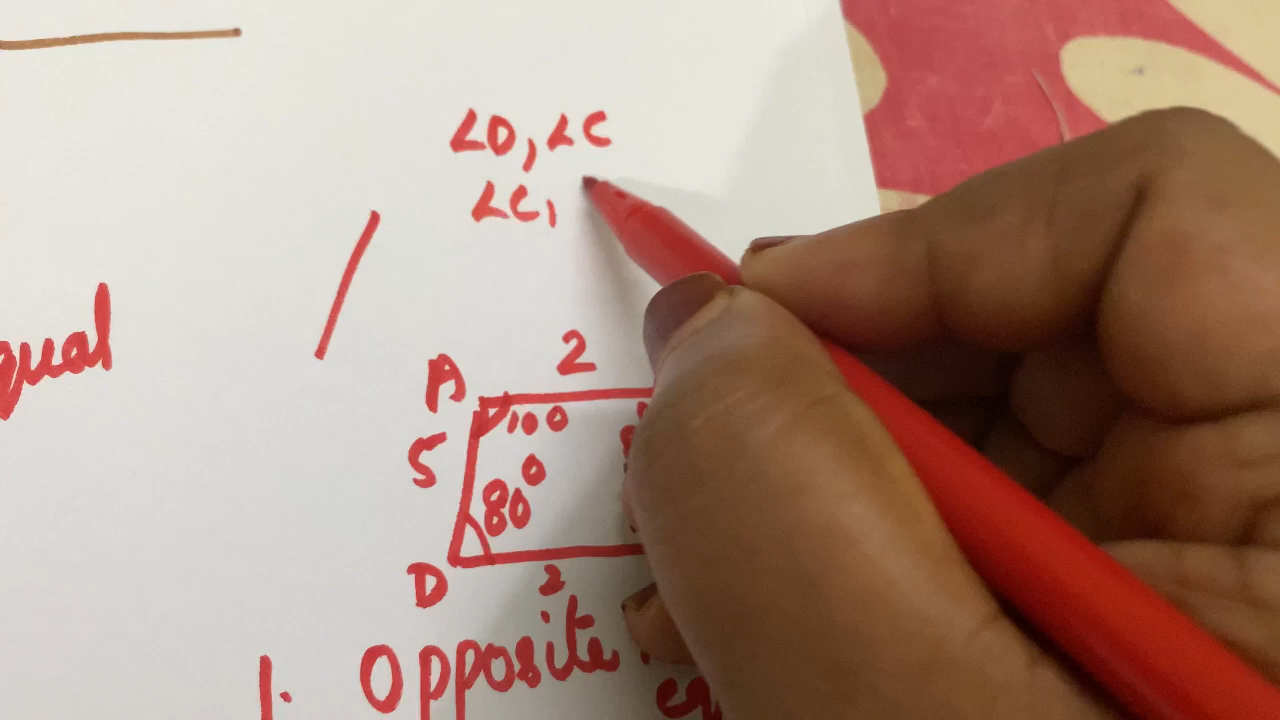 ∠D, ∠C
∠C,
qual
2
A
100
5
80°
D
2
1. Opposite